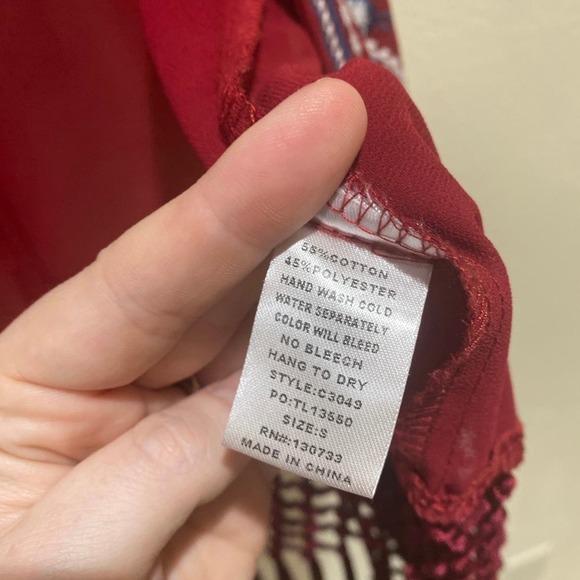 55%COTTON
45%POLYESTER
HAND WASH COLD
WATER SEPARATELY
COLOR WILL BLEED
NO BLEECH
HANG TO DRY
STYLE:C3049
PO:TL13550
SIZE:S
RN#:130733
MADE IN CHINA